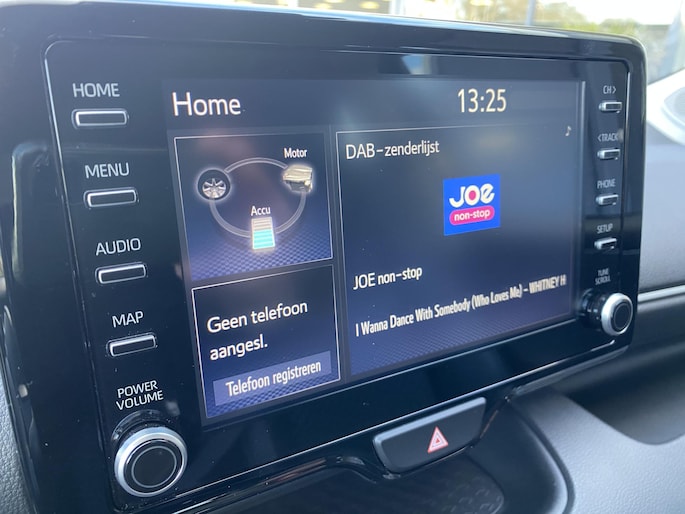 HOME
MENU
AUDIO
MAP
POWER
VOLUME
Home
13:25
Motor
Accu
Geen telefoon
aangesl.
Telefoon registreren
DAB-zenderlijst
JOE
non-stop
JOE non-stop
I Wanna Dance With Somebody (Who Loves Me) – WHITNEY H
CH>
<TRACK
PHONE
SETUP
TUNE
SCROLL